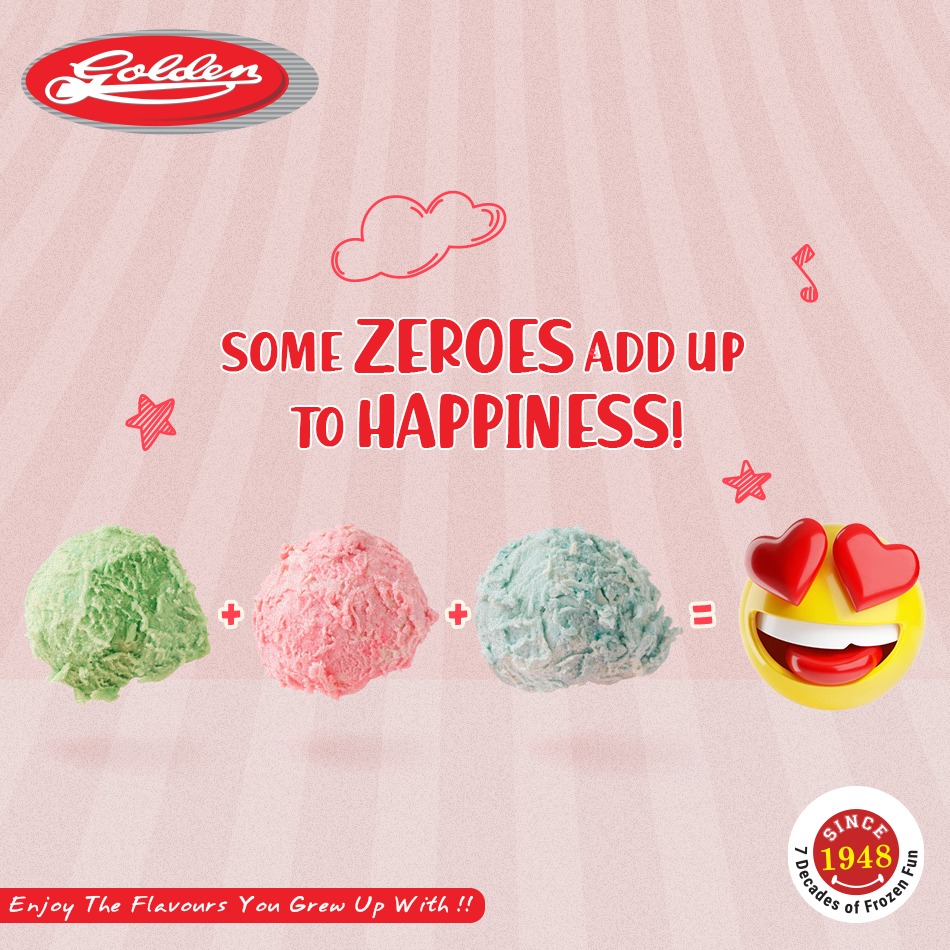 Golden
SOME ZEROES ADD UP
TO HAPPINESS!
+ + =
SINCE
1948
7 Decades of Frozen Fun
Enjoy The Flavours You Grew Up With !!